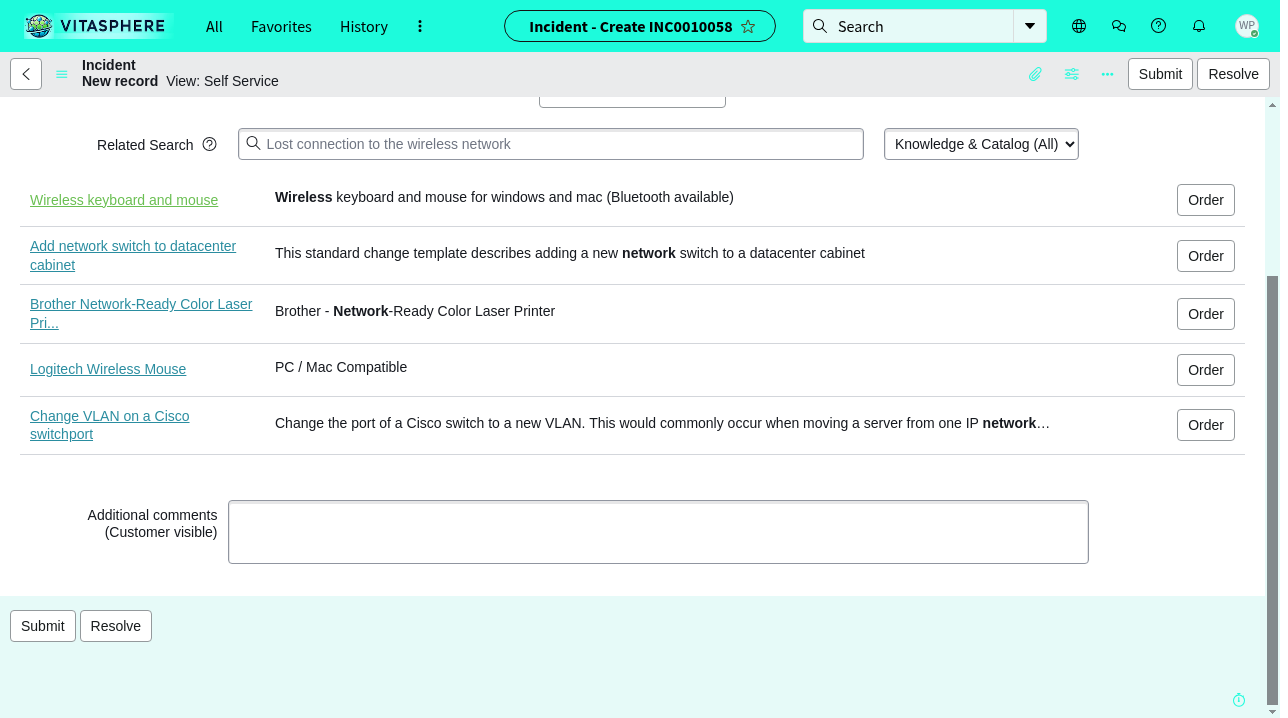 VITASPHERE
All
Favorites
History
Incident - Create INC0010058
Search
WP
Incident
New record View: Self Service
Submit
Resolve
Related Search
Lost connection to the wireless network
Knowledge & Catalog (All)
Wireless keyboard and mouse
Wireless keyboard and mouse for windows and mac (Bluetooth available)
Order
Add network switch to datacenter
cabinet
This standard change template describes adding a new network switch to a datacenter cabinet
Order
Brother Network-Ready Color Laser
Pri...
Brother - Network-Ready Color Laser Printer
Order
Logitech Wireless Mouse
PC / Mac Compatible
Order
Change VLAN on a Cisco
switchport
Change the port of a Cisco switch to a new VLAN. This would commonly occur when moving a server from one IP network…
Order
Additional comments
(Customer visible)
Submit
Resolve